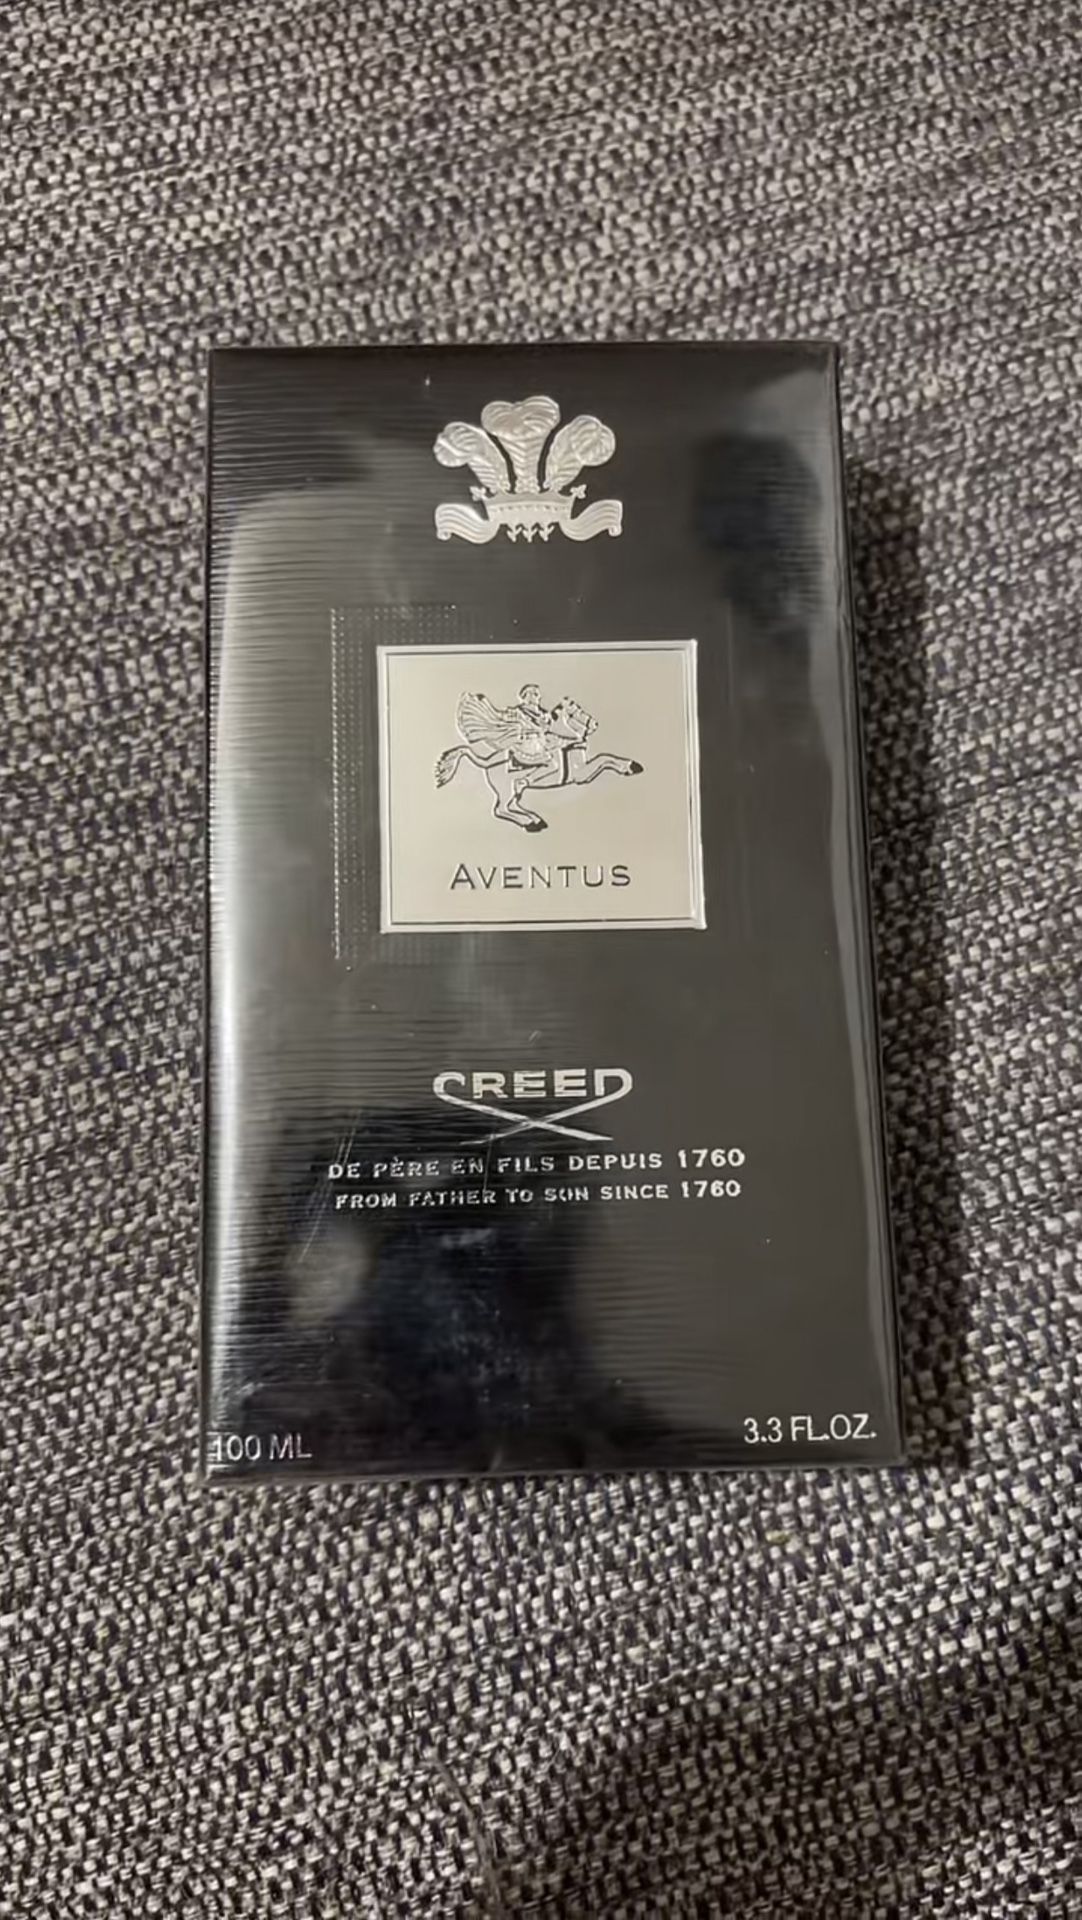 AVENTUS
CREED
DE PÈRE EN FILS DEPUIS 1760
FROM FATHER TO SON SINCE 1760
100 ML
3.3 FL.OZ.